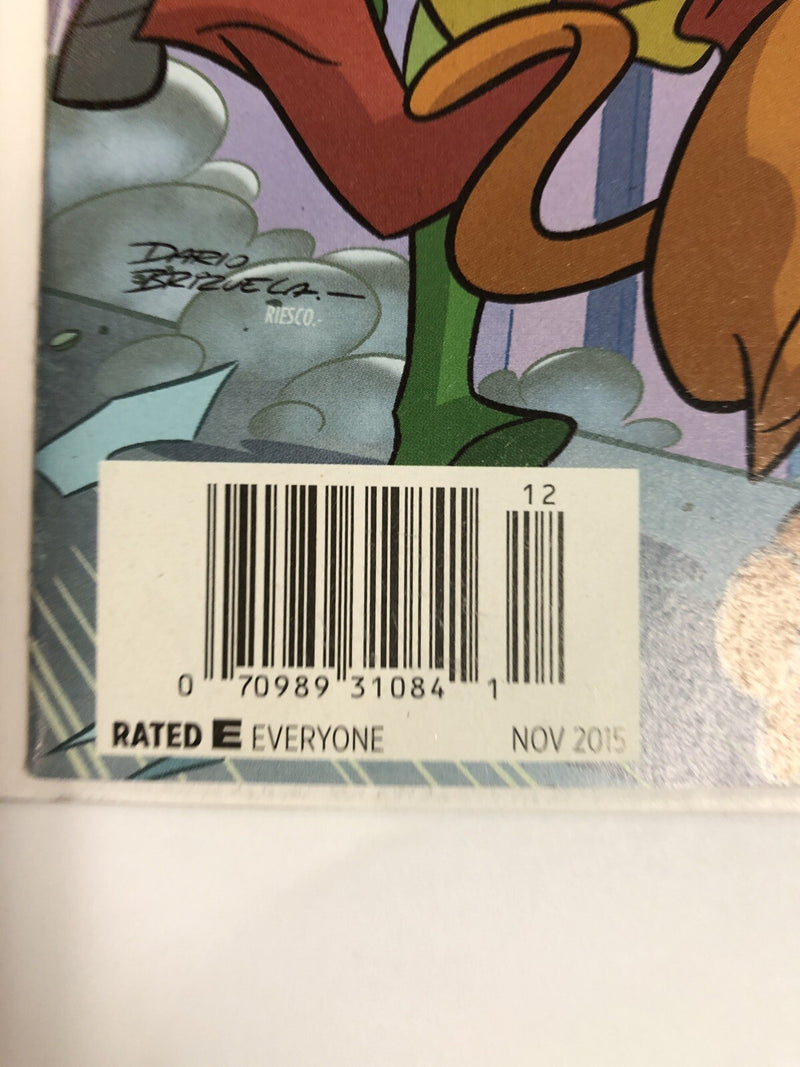 DARIO
BRIZUELA.—
RIESCO.-
12
0 70989 31084 1
RATED E EVERYONE
NOV 2015